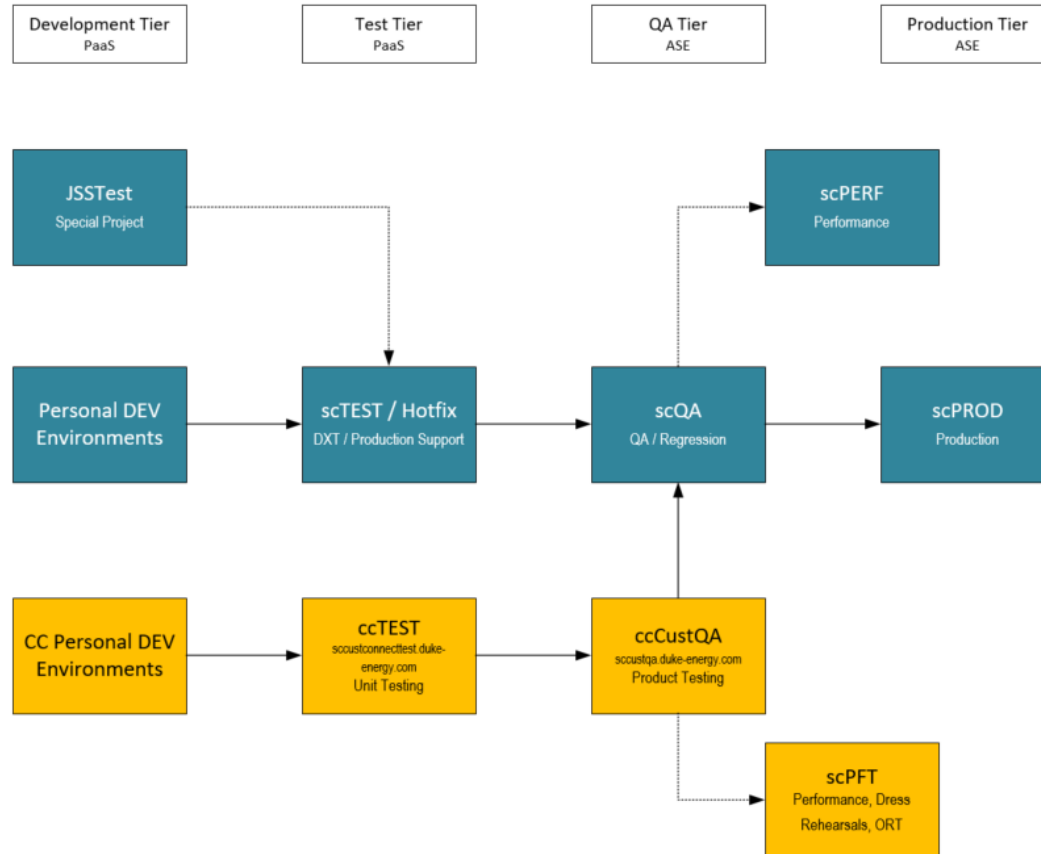 Development Tier
PaaS
Test Tier
PaaS
QA Tier
ASE
Production Tier
ASE
JSSTest
Special Project
scPERF
Performance
Personal DEV
Environments
scTEST / Hotfix
DXT / Production Support
scQA
QA / Regression
scPROD
Production
CC Personal DEV
Environments
ccTEST
sccustconnecttest.duke-
energy.com
Unit Testing
ccCustQA
sccustqa.duke-energy.com
Product Testing
scPFT
Performance, Dress
Rehearsals, ORT